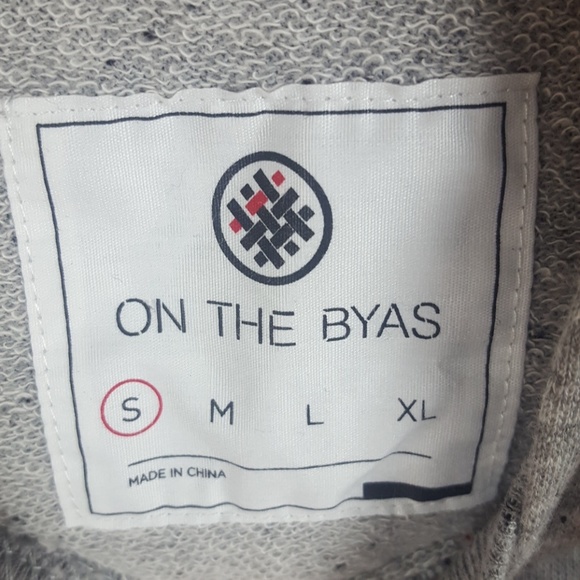 ON THE BYAS
S M L XL
MADE IN CHINA